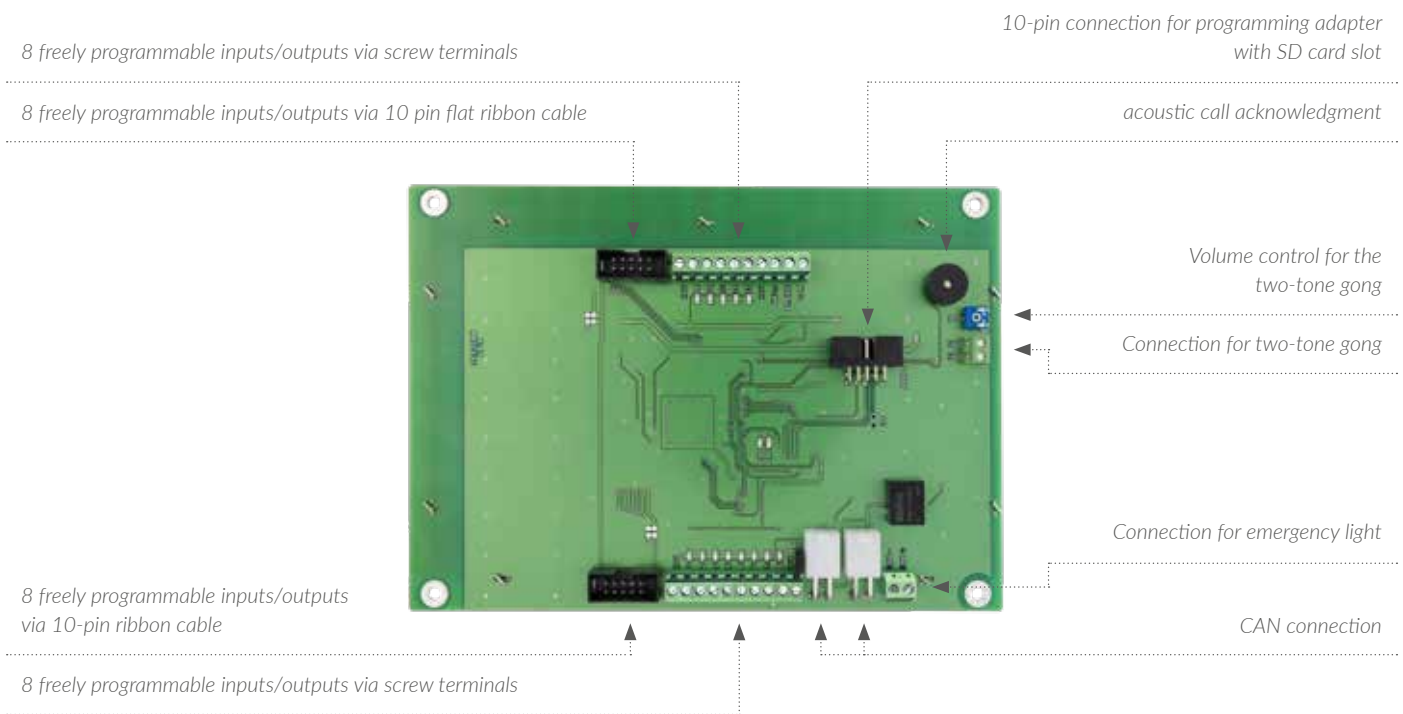 8 freely programmable inputs/outputs via screw terminals
8 freely programmable inputs/outputs via 10 pin flat ribbon cable
10-pin connection for programming adapter
with SD card slot
acoustic call acknowledgment
Volume control for the
two-tone gong
Connection for two-tone gong
Connection for emergency light
CAN connection
8 freely programmable inputs/outputs
via 10-pin ribbon cable
8 freely programmable inputs/outputs via screw terminals